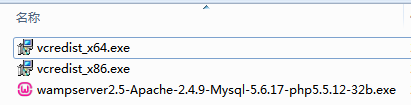 名称
vcredist_x64.exe
vcredist_x86.exe
wampserver2.5-Apache-2.4.9-Mysql-5.6.17-php5.5.12-32b.exe